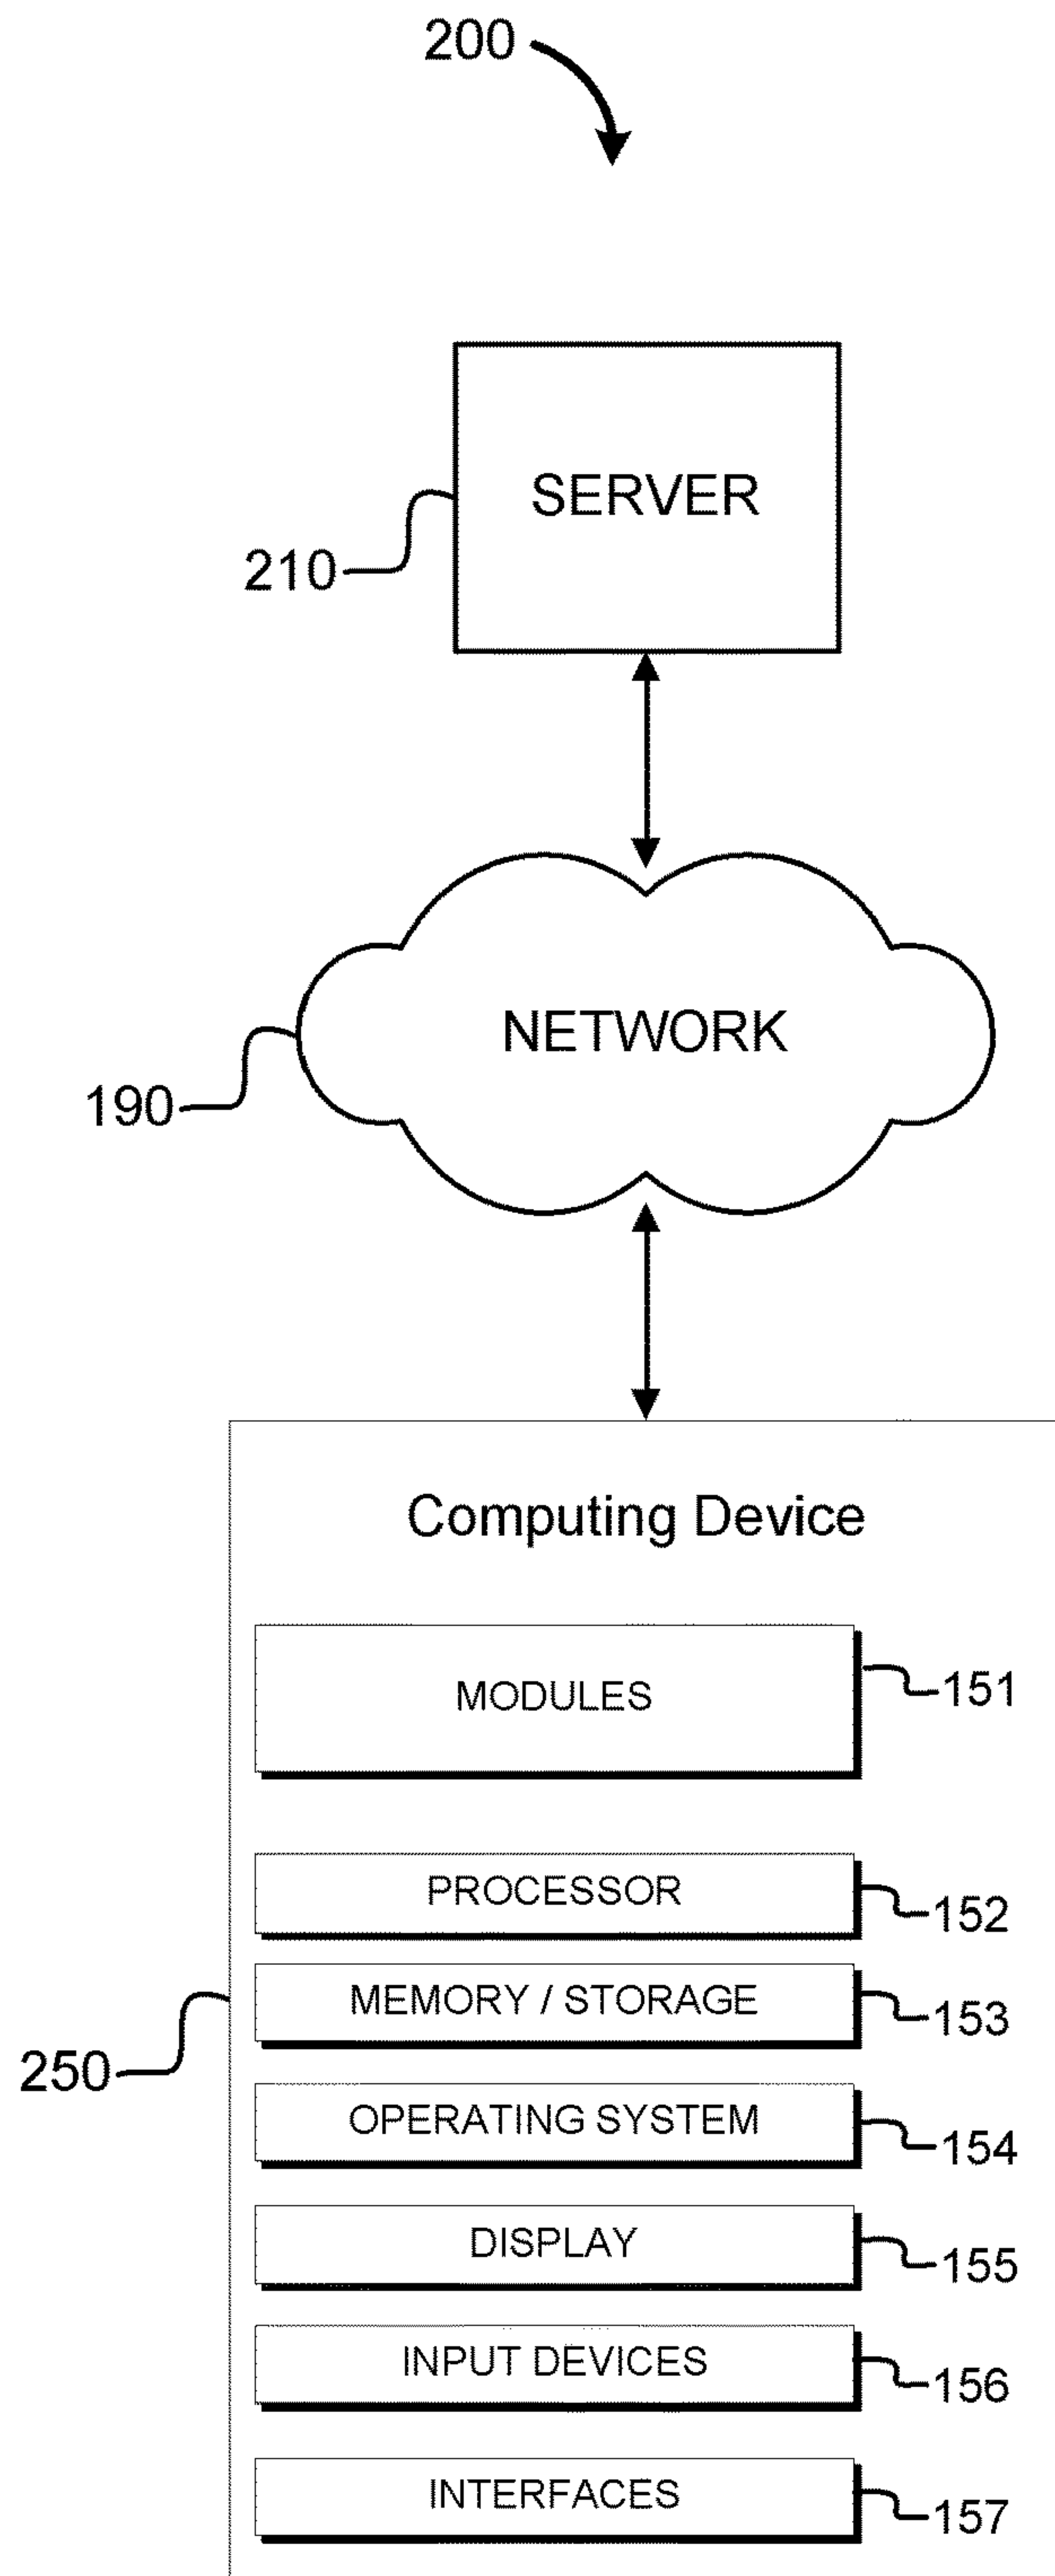 200
SERVER
210
NETWORK
190
Computing Device
MODULES
151
PROCESSOR
152
MEMORY / STORAGE
153
250
OPERATING SYSTEM
154
DISPLAY
155
INPUT DEVICES
156
INTERFACES
157